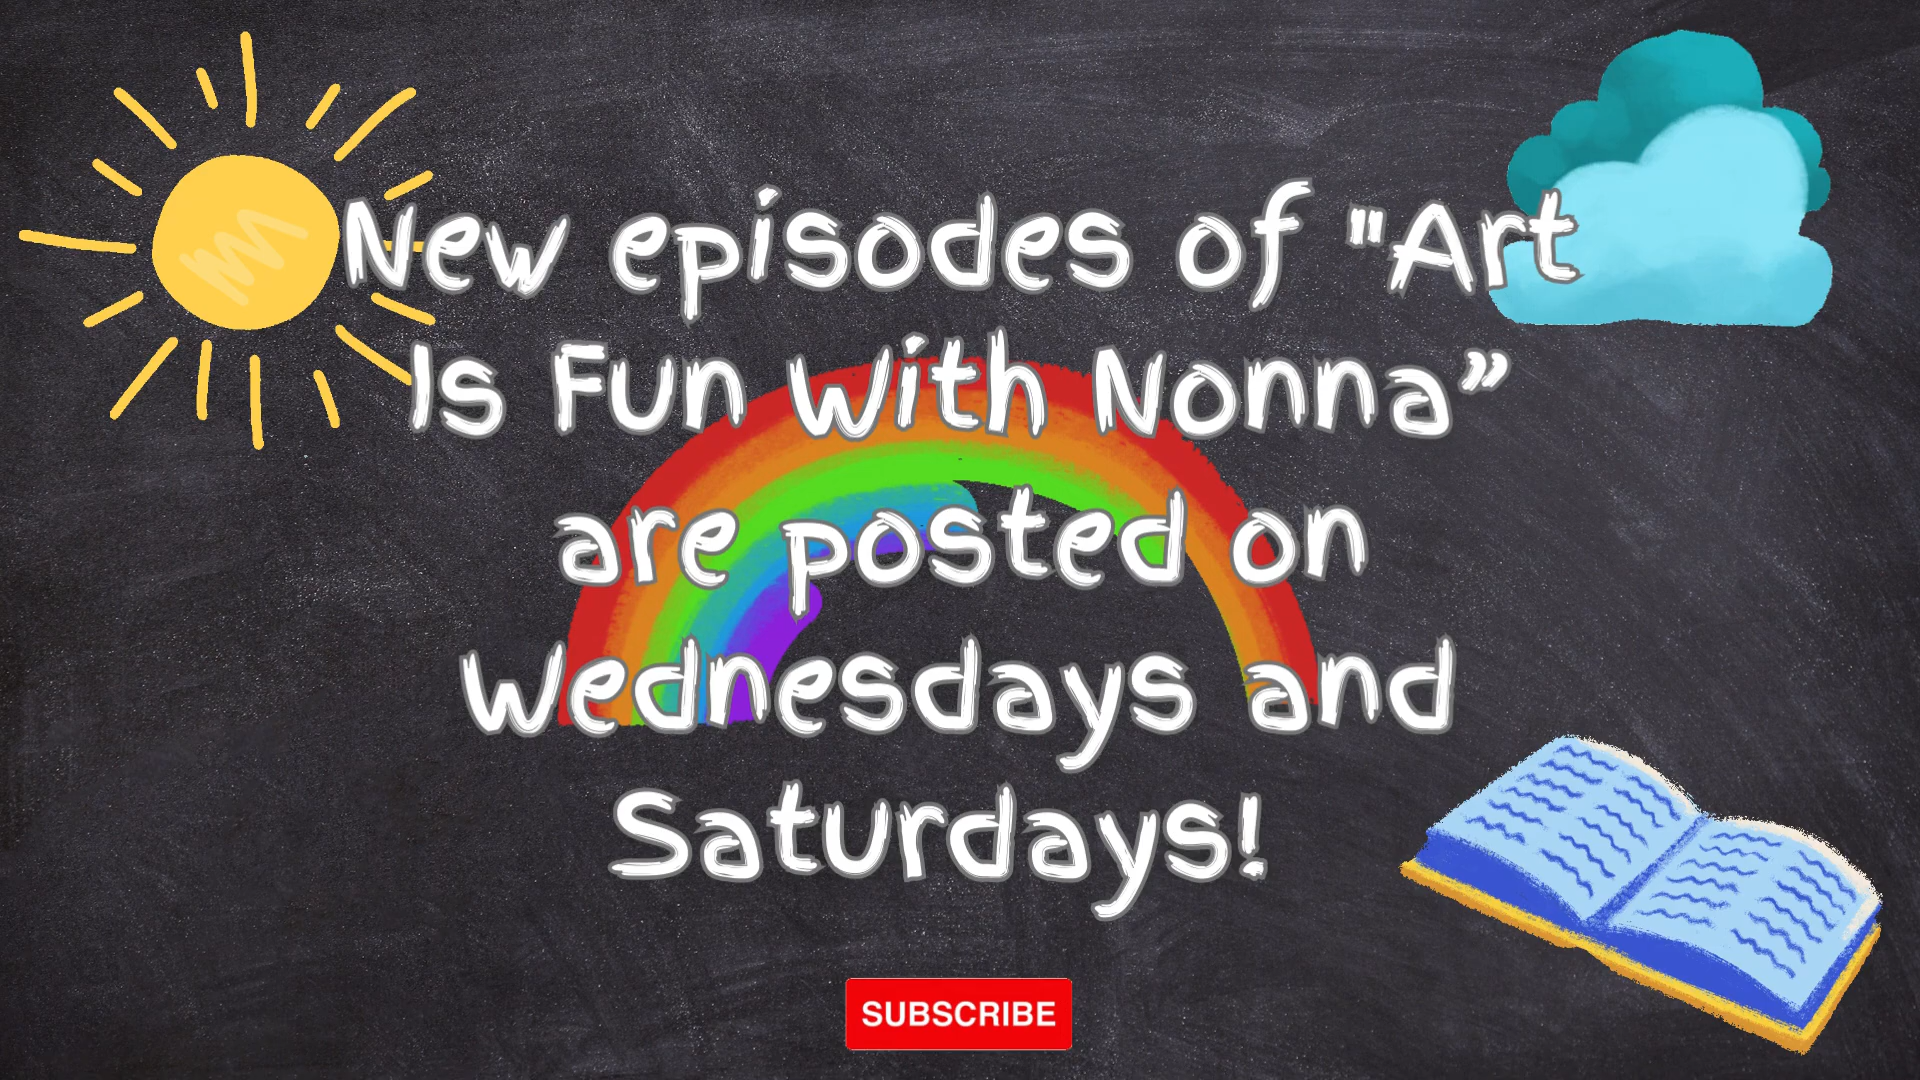 New episodes of "Art
Is Fun With Nonna”
are posted on
Wednesdays and
Saturdays!
SUBSCRIBE